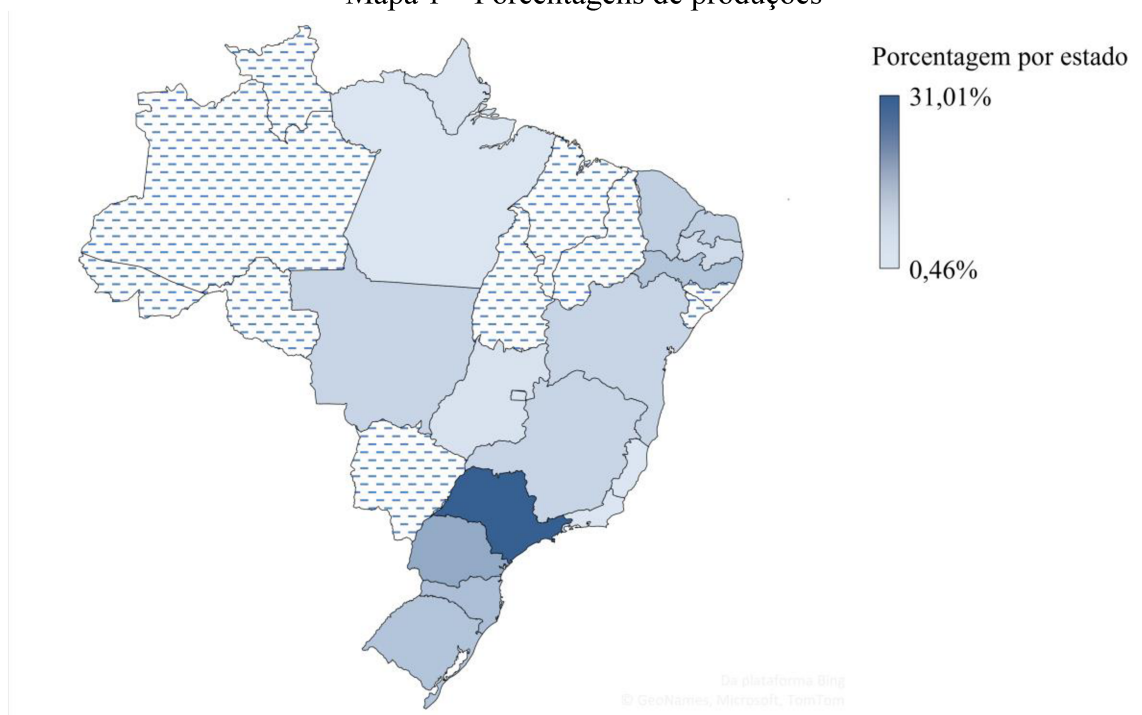 Mapa 1 – Porcentagens de produções
Porcentagem por estado
31,01%
0,46%
Da plataforma Bing
© GeoNames, Microsoft, TomTom